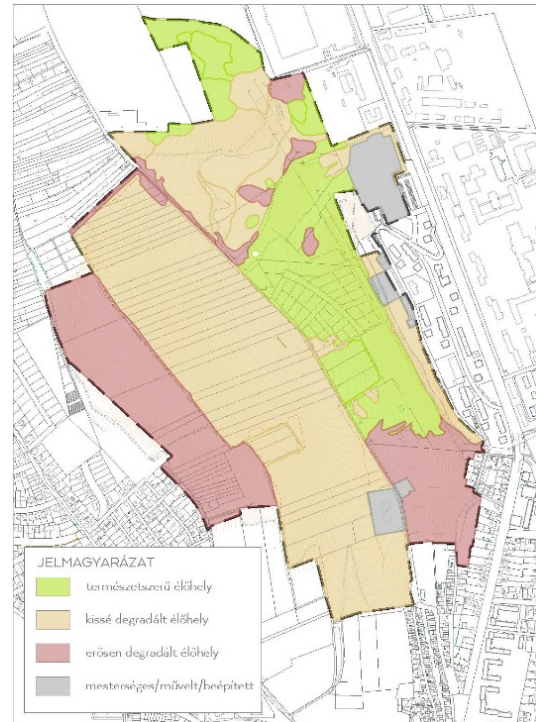 JELMAGYARÁZAT
természetszerű élőhely
kissé degradált élőhely
erősen degradált élőhely
mesterséges/művelt/beépített